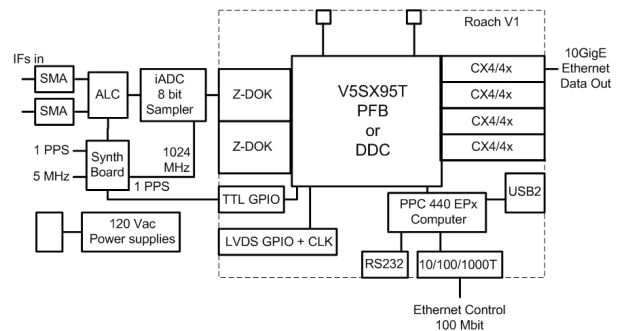 Roach V1
IFs in
SMA
SMA
ALC
iADC
8 bit
Sampler
Z-DOK
Z-DOK
V5SX95T
PFB
or
DDC
CX4/4x
CX4/4x
CX4/4x
CX4/4x
10GigE
Ethernet
Data Out
1 PPS
5 MHz
Synth
Board
1024
MHz
1 PPS
TTL GPIO
LVDS GPIO + CLK
PPC 440 EPx
Computer
USB2
RS232
10/100/1000T
120 Vac
Power supplies
Ethernet Control
100 Mbit